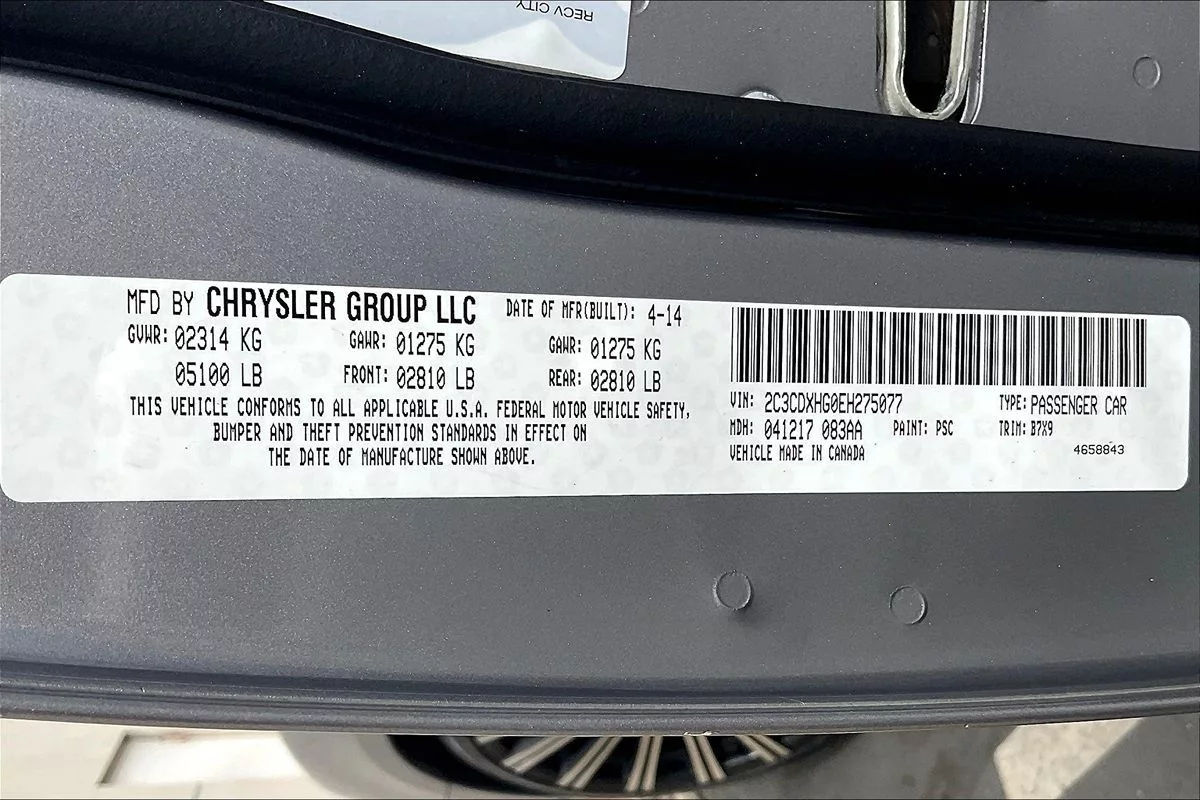 RECV CITY
MFD BY CHRYSLER GROUP LLC DATE OF MFR(BUILT): 4-14
GVWR: 02314 KG GAWR: 01275 KG GAWR: 01275 KG
05100 LB FRONT: 02810 LB REAR: 02810 LB
THIS VEHICLE CONFORMS TO ALL APPLICABLE U.S.A. FEDERAL MOTOR VEHICLE SAFETY,
BUMPER AND THEFT PREVENTION STANDARDS IN EFFECT ON
THE DATE OF MANUFACTURE SHOWN ABOVE.
VIN: 2C3CDXHG0EH275077 TYPE: PASSENGER CAR
MDH: 041217 083AA PAINT: PSC TRIM: B7X9
VEHICLE MADE IN CANADA 4658843